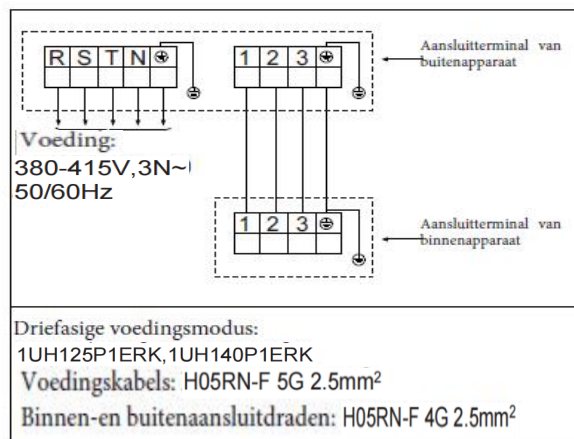 R S T N 1 2 3
Aansluitterminal van
buitenapparaat
Voeding:
380-415V,3N~
50/60Hz
1 2 3
Aansluitterminal van
binnenapparaat
Driefasige voedingsmodus:
1UH125P1ERK,1UH140P1ERK
Voedingskabels: H05RN-F 5G 2.5mm²
Binnen-en buitenaansluitdraden: H05RN-F 4G 2.5mm²